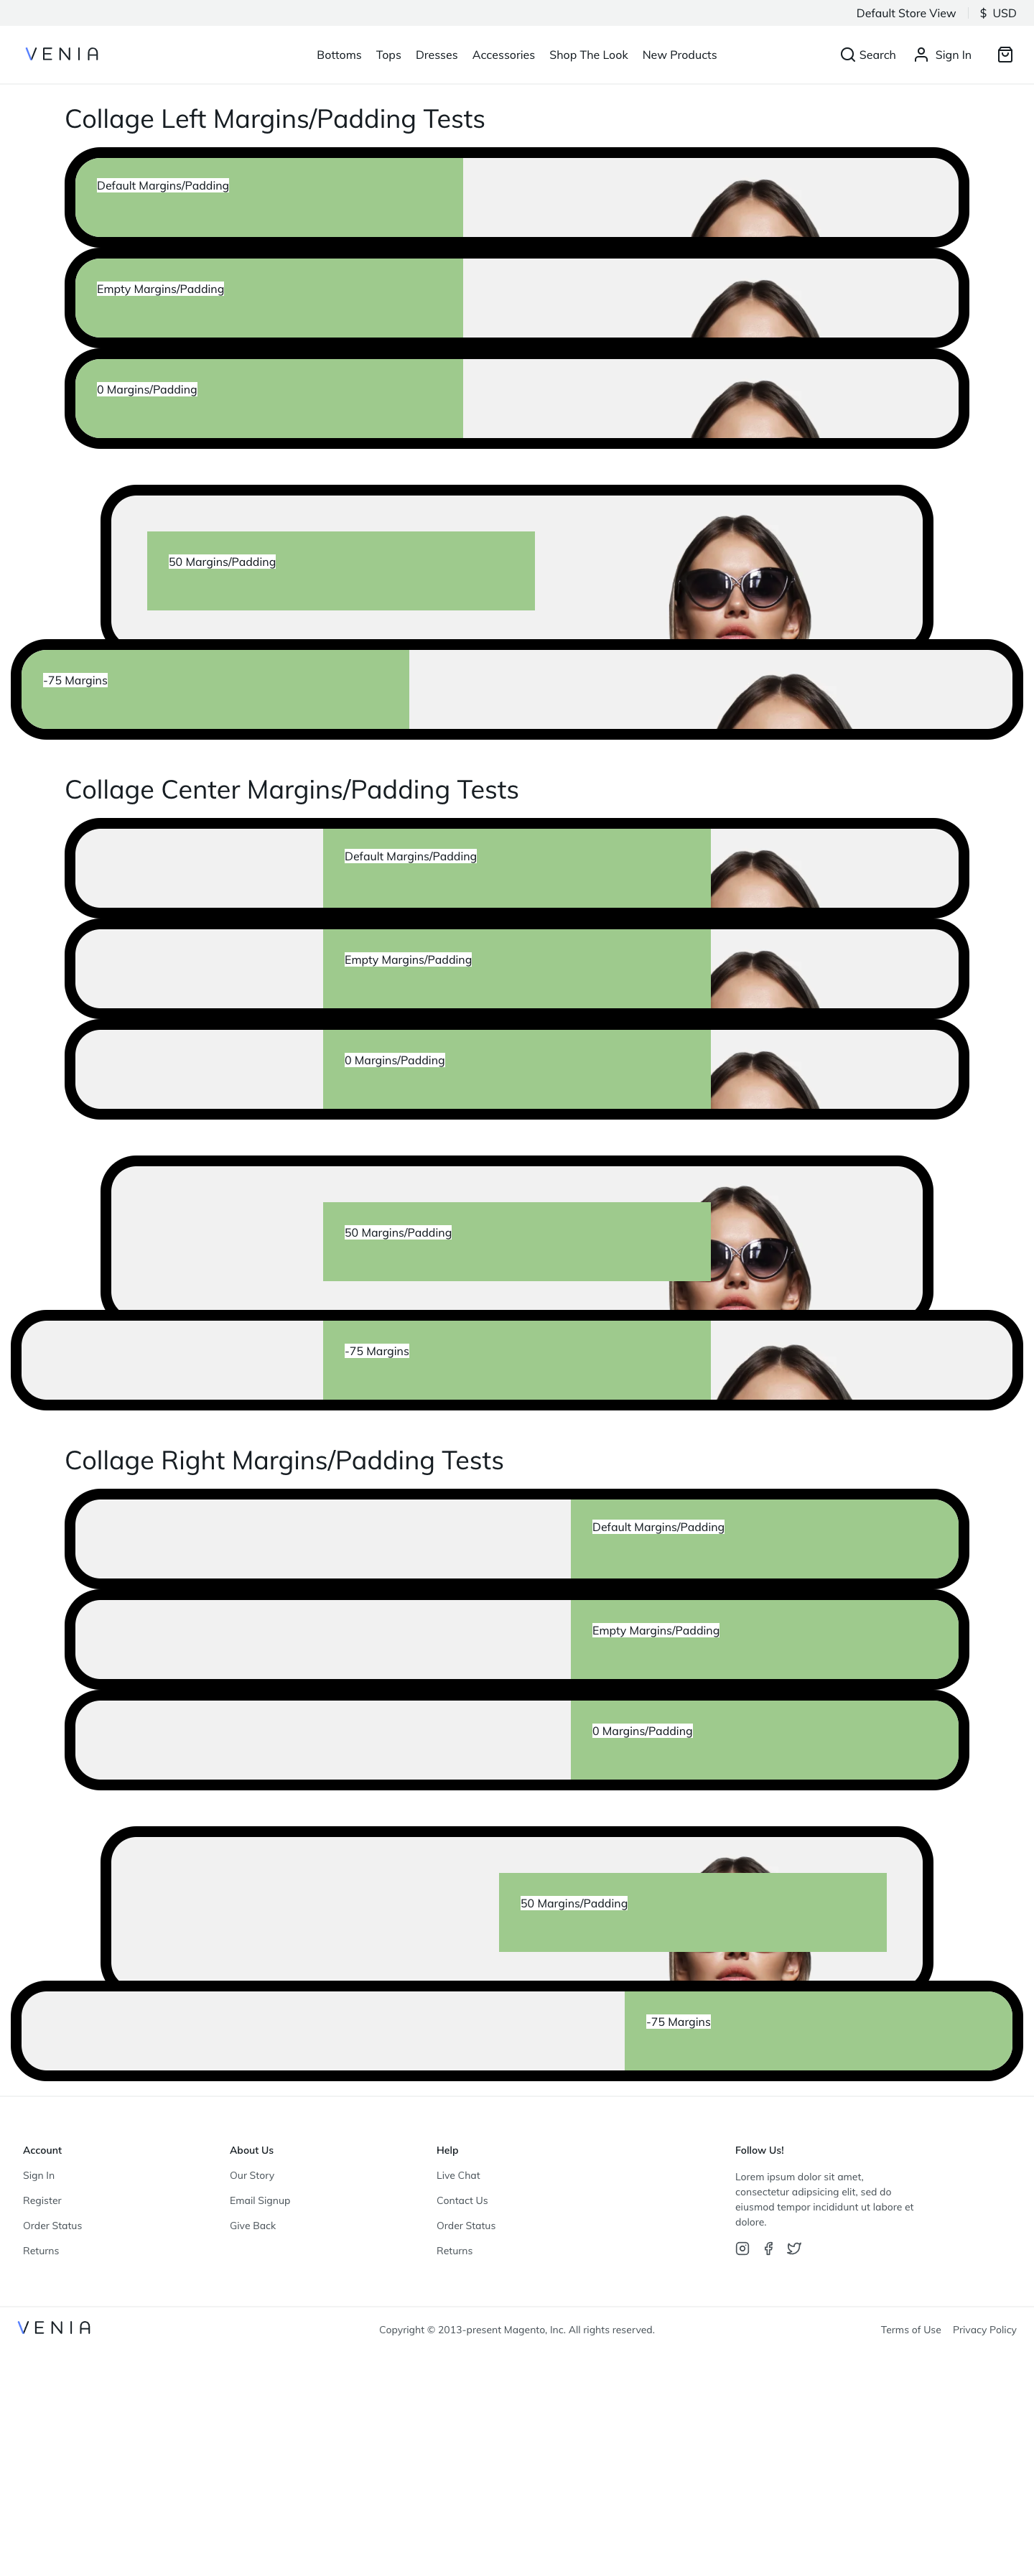 Default Store View
$ USD
VENIA
Bottoms Tops Dresses Accessories Shop The Look New Products
Search
Sign In
Collage Left Margins/Padding Tests
Default Margins/Padding
Empty Margins/Padding
0 Margins/Padding
50 Margins/Padding
-75 Margins
Collage Center Margins/Padding Tests
Default Margins/Padding
Empty Margins/Padding
0 Margins/Padding
50 Margins/Padding
-75 Margins
Collage Right Margins/Padding Tests
Default Margins/Padding
Empty Margins/Padding
0 Margins/Padding
50 Margins/Padding
-75 Margins
Account
Sign In
Register
Order Status
Returns
About Us
Our Story
Email Signup
Give Back
Help
Live Chat
Contact Us
Order Status
Returns
Follow Us!
Lorem ipsum dolor sit amet,
consectetur adipsicing elit, sed do
eiusmod tempor incididunt ut labore et
dolore.
VENIA
Copyright © 2013-present Magento, Inc. All rights reserved.
Terms of Use Privacy Policy